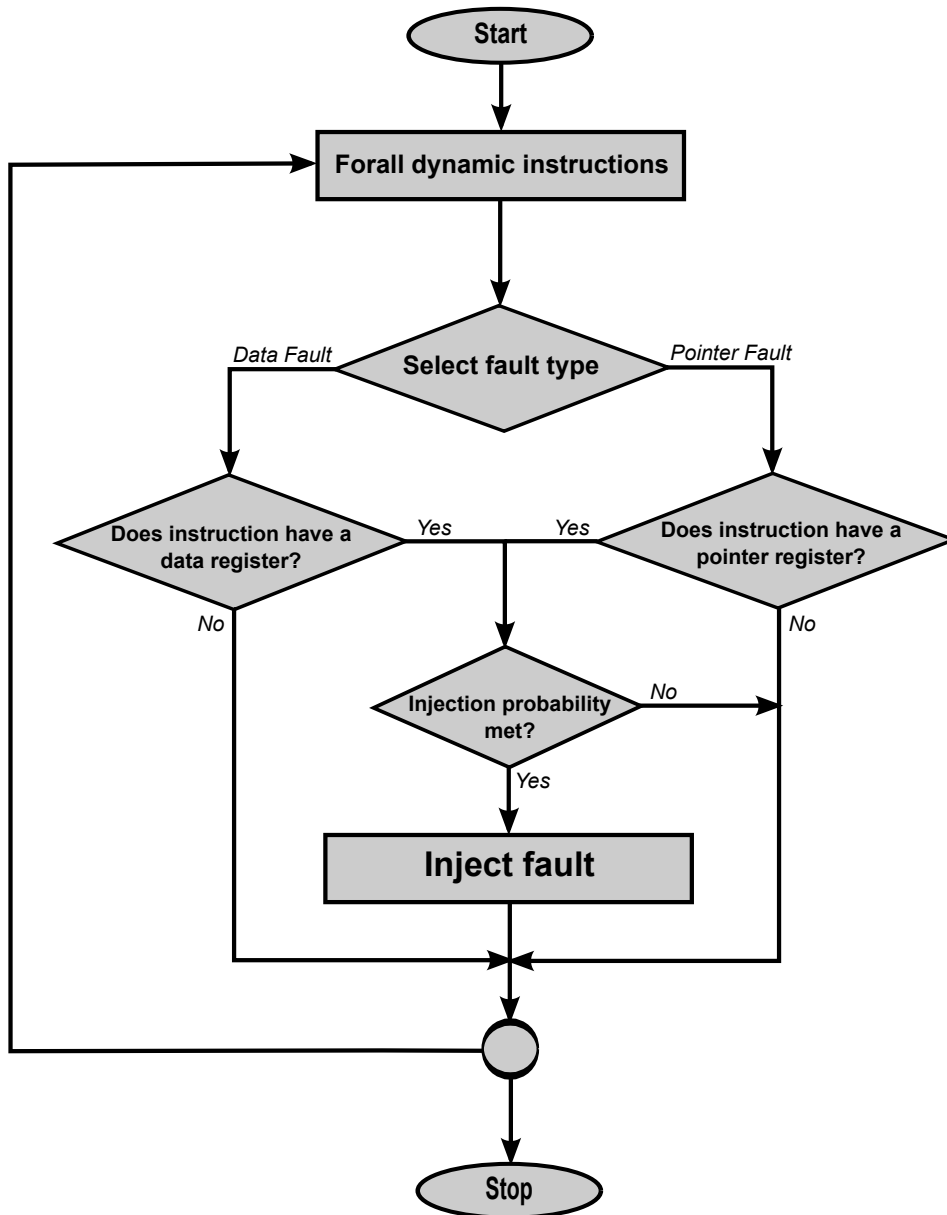 Start
Forall dynamic instructions
Data Fault
Select fault type
Pointer Fault
Does instruction have a
data register?
Yes
Yes
Does instruction have a
pointer register?
No
No
Injection probability
met?
No
Yes
Inject fault
Stop